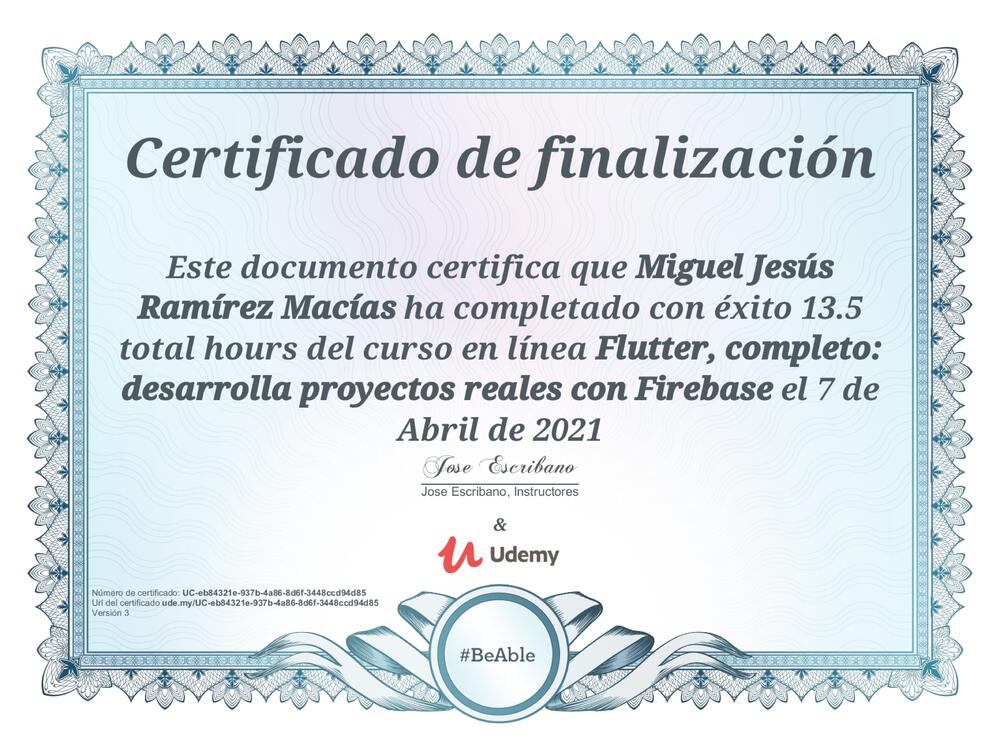 Certificado de finalización
Este documento certifica que Miguel Jesús
Ramírez Macías ha completado con éxito 13.5
total hours del curso en línea Flutter, completo:
desarrolla proyectos reales con Firebase el 7 de
Abril de 2021
Jose Escribano
Jose Escribano, Instructores
&
Udemy
Número de certificado: UC-eb84321e-937b-4a86-8d6f-3448ccd94d85
Url del certificado ude.my/UC-eb84321e-937b-4a86-8d6f-3448ccd94d85
Versión 3
#BeAble